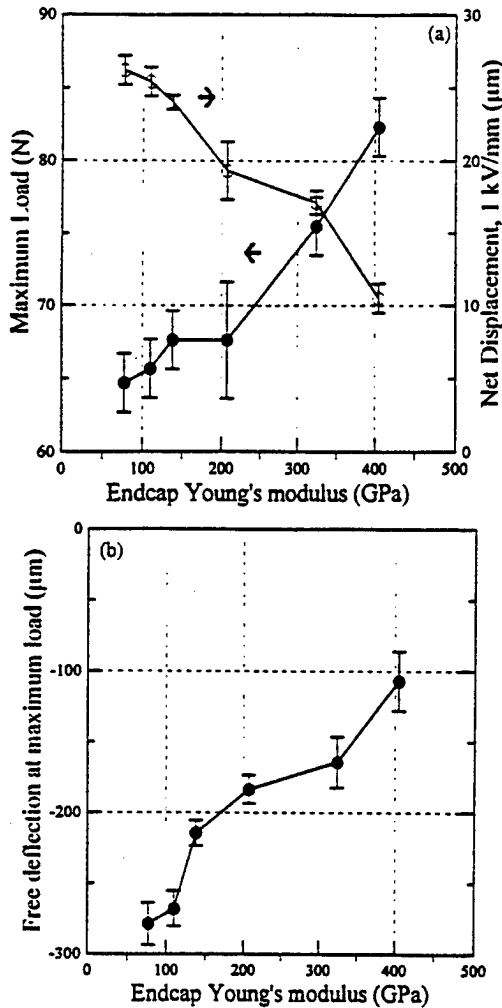 90
80
70
60
Maximum Load (N)
(a)
30
20
10
0
Net Displacement, 1 kV/mm (μm)
0 100 200 300 400 500
Endcap Young's modulus (GPa)
0
-100
-200
-300
Free deflection at maximum load (μm)
(b)
0 100 200 300 400 500
Endcap Young's modulus (GPa)